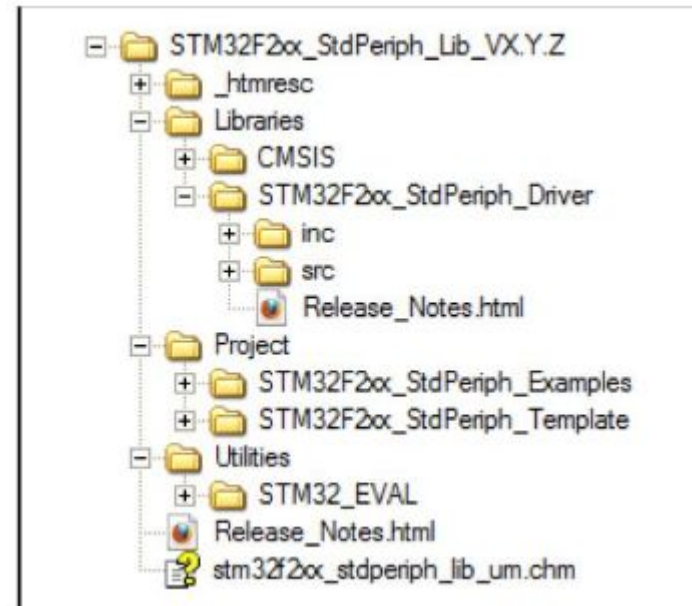 STM32F2xx_StdPeriph_Lib_VX.Y.Z
_htmresc
Libraries
CMSIS
STM32F2xx_StdPeriph_Driver
inc
src
Release_Notes.html
Project
STM32F2xx_StdPeriph_Examples
STM32F2xx_StdPeriph_Template
Utilities
STM32_EVAL
Release_Notes.html
stm32f2xx_stdperiph_lib_um.chm